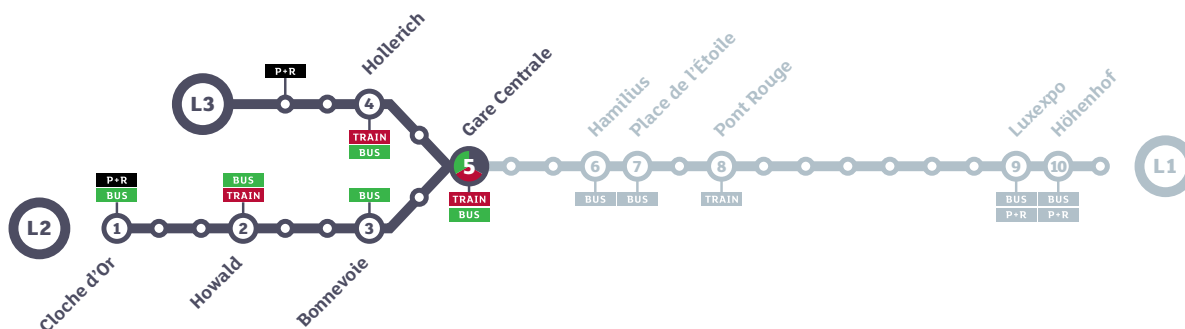 L3
P+R
4
Hollerich
TRAIN
BUS
Gare Centrale
5
TRAIN
BUS
Hamilius
6
BUS
Place de l'Étoile
7
BUS
Pont Rouge
8
TRAIN
Luxexpo
9
BUS
P+R
Höhenhof
10
BUS
P+R
L1
L2
P+R
BUS
1
Cloche d'Or
BUS
TRAIN
2
Howald
BUS
3
Bonnevoie